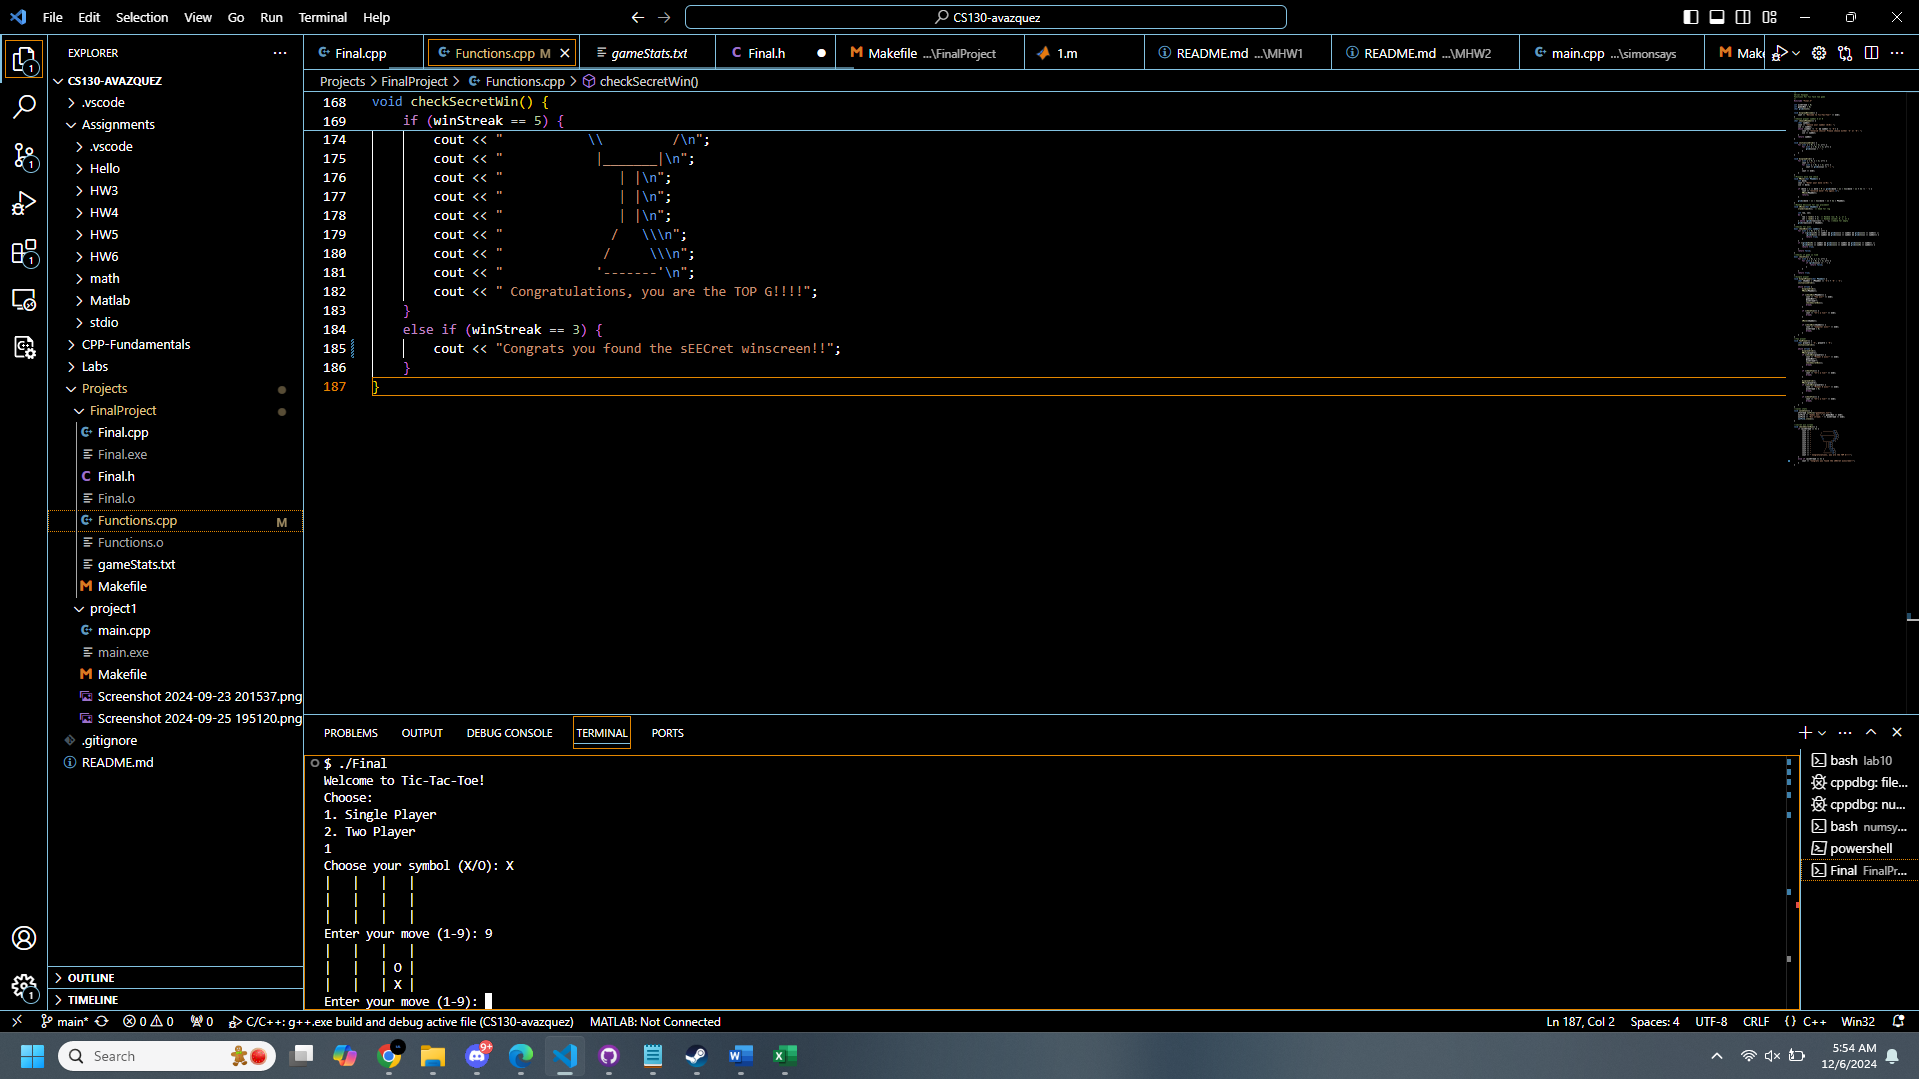 File Edit Selection View Go Run Terminal Help
CS130-avazquez
EXPLORER
Final.cpp
Functions.cpp M
gameStats.txt
Final.h
Makefile ...\FinalProject
1.m
README.md ...\MHW1
README.md ...\MHW2
main.cpp ...\simonsays
Projects > FinalProject > Functions.cpp > checkSecretWin()
CS130-AVAZQUEZ
.vscode
Assignments
.vscode
Hello
HW3
HW4
HW5
HW6
math
Matlab
stdio
CPP-Fundamentals
Labs
Projects
FinalProject
Final.cpp
Final.exe
Final.h
Final.o
Functions.cpp M
Functions.o
gameStats.txt
Makefile
project1
main.cpp
main.exe
Makefile
Screenshot 2024-09-23 201537.png
Screenshot 2024-09-25 195120.png
.gitignore
README.md
OUTLINE
TIMELINE
168 void checkSecretWin() {
169     if (winStreak == 5) {
174         cout << "           \\         /\n";
175         cout << "            |_______|\n";
176         cout << "               | |\n";
177         cout << "               | |\n";
178         cout << "               | |\n";
179         cout << "              /   \\\n";
180         cout << "             /     \\\n";
181         cout << "            '-------'\n";
182         cout << " Congratulations, you are the TOP G!!!!";
183     }
184     else if (winStreak == 3) {
185         cout << "Congrats you found the sEECret winscreen!!";
186     }
187 }
PROBLEMS OUTPUT DEBUG CONSOLE TERMINAL PORTS
$ ./Final
Welcome to Tic-Tac-Toe!
Choose:
1. Single Player
2. Two Player
1
Choose your symbol (X/O): X
|   |   |   |
|   |   |   |
|   |   |   |
Enter your move (1-9): 9
|   |   |   |
|   |   | O |
|   |   | X |
Enter your move (1-9):
bash lab10
cppdbg: file...
cppdbg: nu...
bash numsy...
powershell
Final FinalPr...
main* 0 0 0 C/C++: g++.exe build and debug active file (CS130-avazquez) MATLAB: Not Connected
Ln 187, Col 2 Spaces: 4 UTF-8 CRLF {} C++ Win32
Search
9+
5:54 AM
12/6/2024